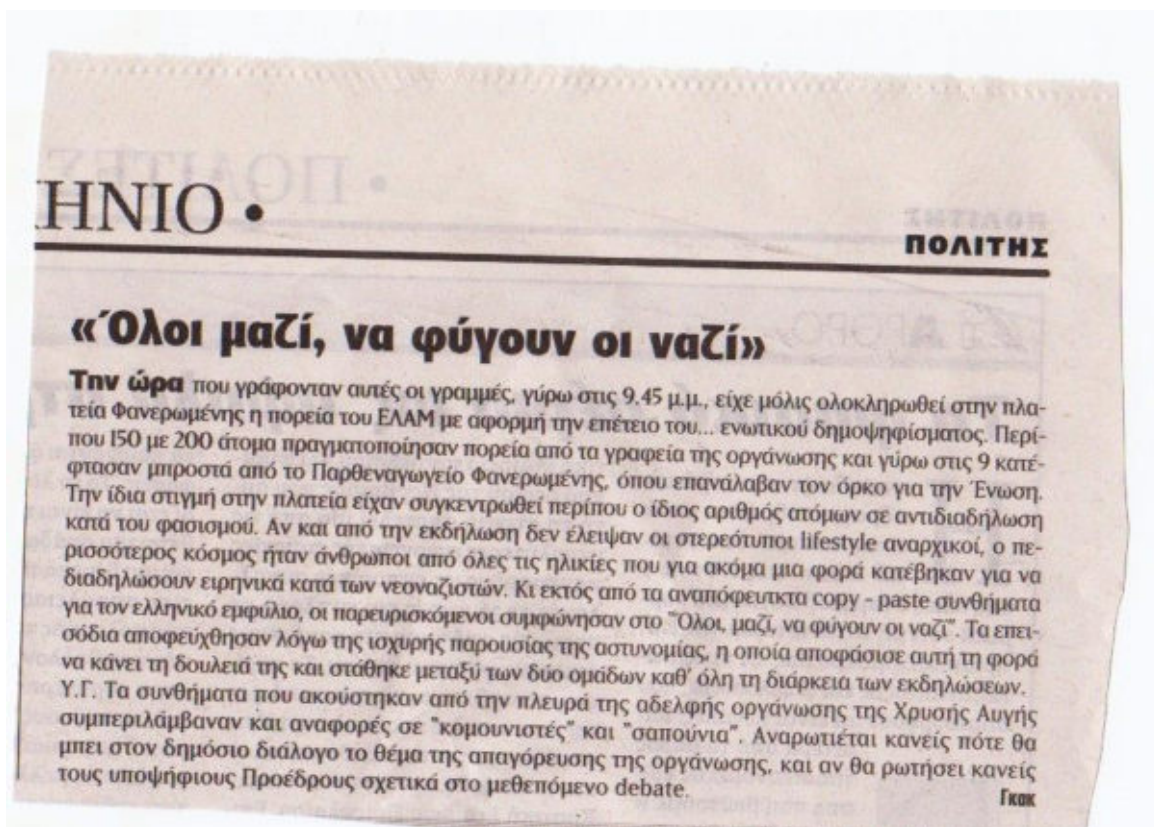 ΗΝΙΟ •
ΠΟΛΙΤΗΣ
«Όλοι μαζί, να φύγουν οι ναζί»
Την ώρα που γράφονταν αυτές οι γραμμές, γύρω στις 9.45 μ.μ., είχε μόλις ολοκληρωθεί στην πλα-
τεία Φανερωμένης η πορεία του ΕΛΑΜ με αφορμή την επέτειο του... ενωτικού δημοψηφίσματος. Περί-
που 150 με 200 άτομα πραγματοποίησαν πορεία από τα γραφεία της οργάνωσης και γύρω στις 9 κατέ-
φτασαν μπροστά από το Παρθεναγωγείο Φανερωμένης, όπου επανάλαβαν τον όρκο για την Ένωση.
Την ίδια στιγμή στην πλατεία είχαν συγκεντρωθεί περίπου ο ίδιος αριθμός ατόμων σε αντιδιαδήλωση
κατά του φασισμού. Αν και από την εκδήλωση δεν έλειψαν οι στερεότυποι lifestyle αναρχικοί, ο πε-
ρισσότερος κόσμος ήταν άνθρωποι από όλες τις ηλικίες που για ακόμα μια φορά κατέβηκαν για να
διαδηλώσουν ειρηνικά κατά των νεοναζιστών. Κι εκτός από τα αναπόφευτκτα copy - paste συνθήματα
για τον ελληνικό εμφύλιο, οι παρευρισκόμενοι συμφώνησαν στο "Όλοι, μαζί, να φύγουν οι ναζί". Τα επει-
σόδια αποφεύχθησαν λόγω της ισχυρής παρουσίας της αστυνομίας, η οποία αποφάσισε αυτή τη φορά
να κάνει τη δουλειά της και στάθηκε μεταξύ των δύο ομάδων καθ' όλη τη διάρκεια των εκδηλώσεων.
Υ.Γ. Τα συνθήματα που ακούστηκαν από την πλευρά της αδελφής οργάνωσης της Χρυσής Αυγής
συμπεριλάμβαναν και αναφορές σε "κομουνιστές" και "σαπούνια". Αναρωτιέται κανείς πότε θα
μπει στον δημόσιο διάλογο το θέμα της απαγόρευσης της οργάνωσης, και αν θα ρωτήσει κανείς
τους υποψήφιους Προέδρους σχετικά στο μεθεπόμενο debate.
Γκακ